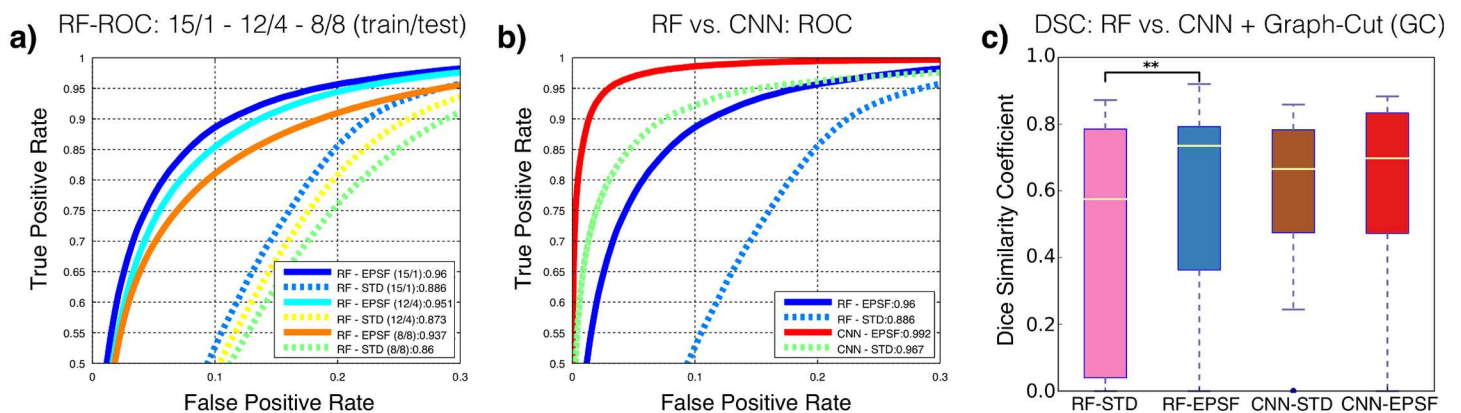 a)
RF-ROC: 15/1 - 12/4 - 8/8 (train/test)
True Positive Rate
1
0.95
0.9
0.85
0.8
0.75
0.7
0.65
0.6
0.55
0.5
RF - EPSF (15/1):0.96
RF - STD (15/1):0.886
RF - EPSF (12/4):0.951
RF - STD (12/4):0.873
RF - EPSF (8/8):0.937
RF - STD (8/8):0.86
0
0.1
0.2
0.3
False Positive Rate
b)
RF vs. CNN: ROC
True Positive Rate
1
0.95
0.9
0.85
0.8
0.75
0.7
0.65
0.6
0.55
0.5
RF - EPSF:0.96
RF - STD:0.886
CNN - EPSF:0.992
CNN - STD:0.967
0
0.1
0.2
0.3
False Positive Rate
c)
DSC: RF vs. CNN + Graph-Cut (GC)
Dice Similarity Coefficient
1.0
0.8
0.6
0.4
0.2
0.0
**
RF-STD
RF-EPSF
CNN-STD
CNN-EPSF